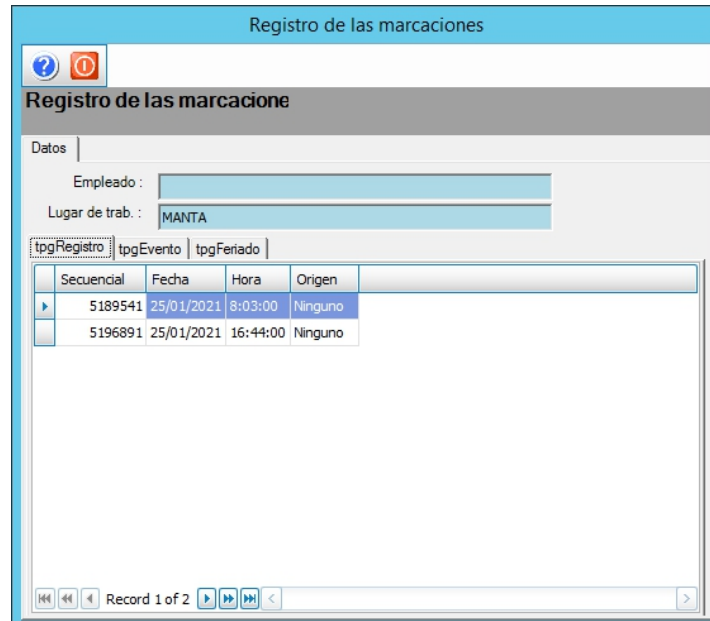 Registro de las marcaciones
Registro de las marcacione
Datos
Empleado :
Lugar de trab. : MANTA
tpgRegistro tpgEvento tpgFeriado
Secuencial Fecha Hora Origen
5189541 25/01/2021 8:03:00 Ninguno
5196891 25/01/2021 16:44:00 Ninguno
Record 1 of 2